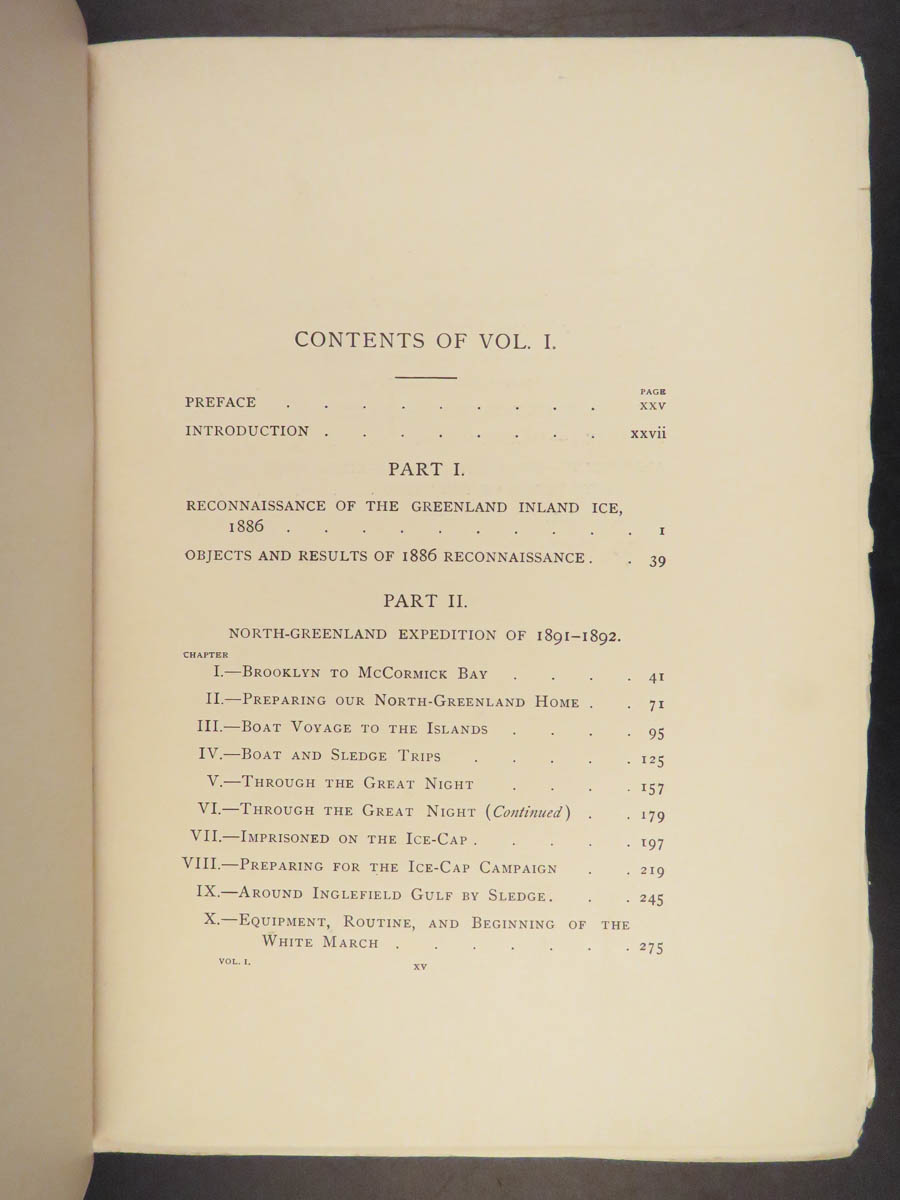 CONTENTS OF VOL. I.
PAGE
PREFACE . . . . . . . . . XXV
INTRODUCTION . . . . . . . . xxvii
PART I.
RECONNAISSANCE OF THE GREENLAND INLAND ICE,
1886 . . . . . . . . . . 1
OBJECTS AND RESULTS OF 1886 RECONNAISSANCE . . 39
PART II.
NORTH-GREENLAND EXPEDITION OF 1891–1892.
CHAPTER
I.—BROOKLYN TO MCCORMICK BAY . . . . 41
II.—PREPARING OUR NORTH-GREENLAND HOME . . 71
III.—BOAT VOYAGE TO THE ISLANDS . . . . 95
IV.—BOAT AND SLEDGE TRIPS . . . . . 125
V.—THROUGH THE GREAT NIGHT . . . . 157
VI.—THROUGH THE GREAT NIGHT (Continued) . . 179
VII.—IMPRISONED ON THE ICE-CAP . . . . . 197
VIII.—PREPARING FOR THE ICE-CAP CAMPAIGN . . 219
IX.—AROUND INGLEFIELD GULF BY SLEDGE . . . 245
X.—EQUIPMENT, ROUTINE, AND BEGINNING OF THE
WHITE MARCH . . . . . . . 275
VOL. I.
XV